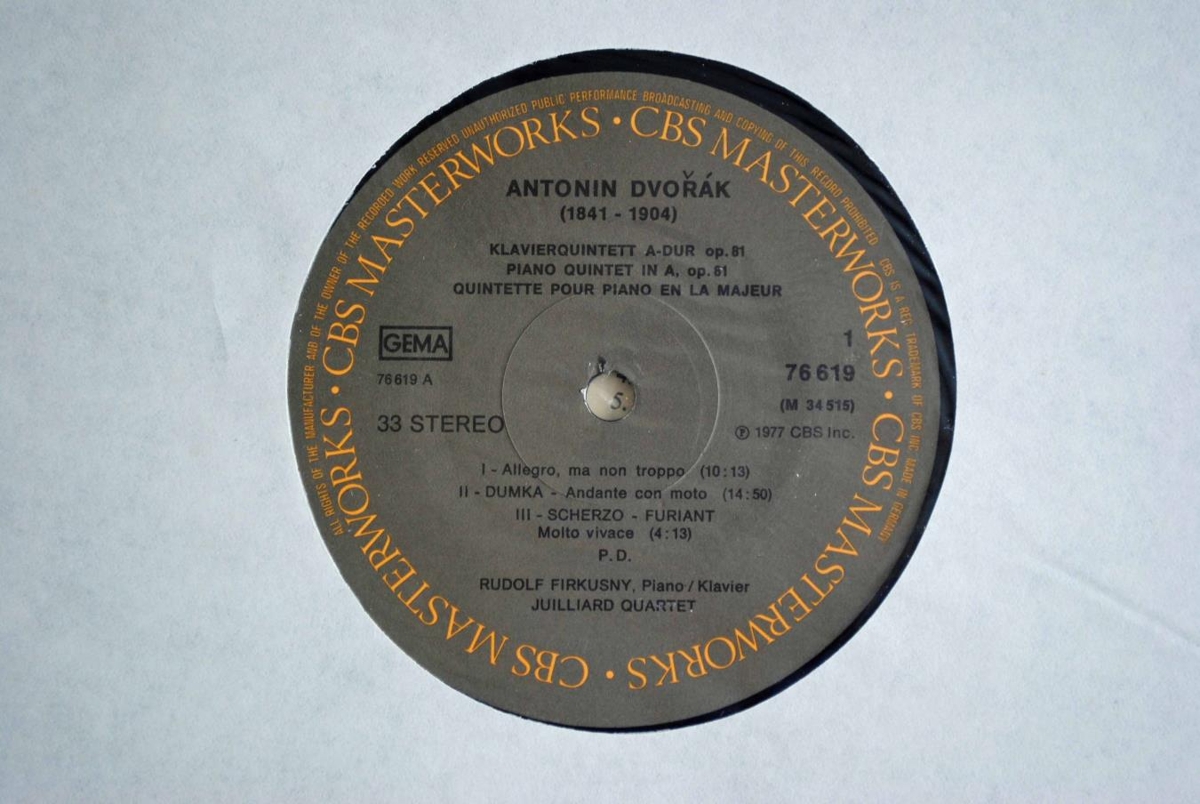 ALL RIGHTS OF THE MANUFACTURER AND OF THE OWNER OF THE RECORDED WORK RESERVED UNAUTHORIZED PUBLIC PERFORMANCE BROADCASTING AND COPYING OF THIS RECORD PROHIBITED CBS IS A REG. TRADEMARK OF CBS INC. MADE IN GERMANY
CBS MASTERWORKS • CBS MASTERWORKS • CBS MASTERWORKS • CBS MASTERWORKS • CBS MASTERWORKS
ANTONIN DVOŘÁK
(1841 - 1904)
KLAVIERQUINTETT A-DUR op. 81
PIANO QUINTET IN A, op. 81
QUINTETTE POUR PIANO EN LA MAJEUR
GEMA
76 619 A
33 STEREO
1
76 619
(M 34 515)
Ⓟ 1977 CBS Inc.
I - Allegro, ma non troppo (10:13)
II - DUMKA - Andante con moto (14:50)
III - SCHERZO - FURIANT
Molto vivace (4:13)
P.D.
RUDOLF FIRKUSNY, Piano / Klavier
JUILLIARD QUARTET